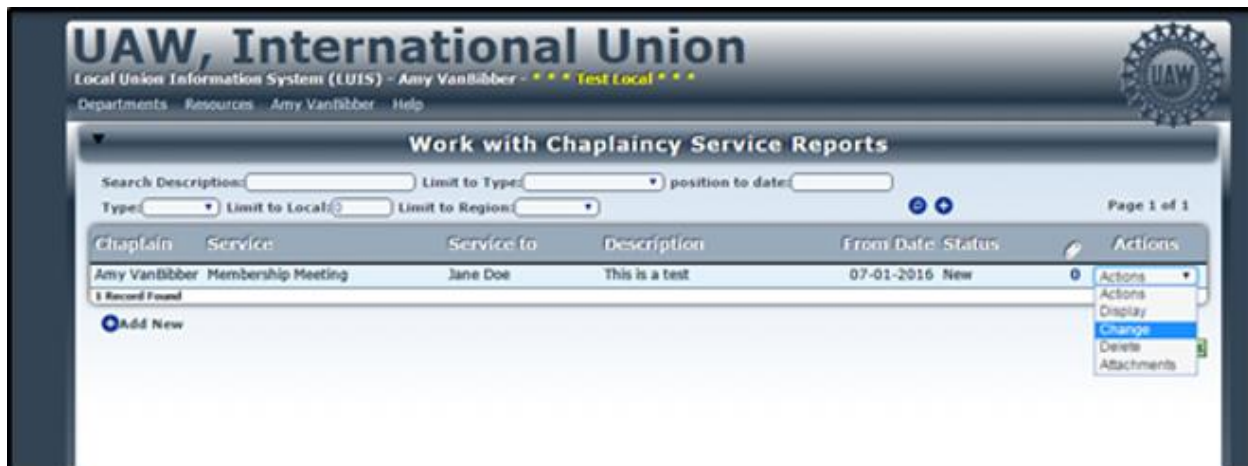 UAW, International Union
Local Union Information System (LUIS) - Amy VanBibber - * * * Test Local * * *
UAW
Departments Resources Amy VanBibber Help
Work with Chaplaincy Service Reports
Search Description: Limit to Type: position to date:
Type: Limit to Local: 0 Limit to Region: Page 1 of 1
Chaplain Service Service to Description From Date Status Actions
Amy VanBibber Membership Meeting Jane Doe This is a test 07-01-2016 New 0 Actions
1 Record Found
Actions
Display
Change
Delete
Attachments
Add New